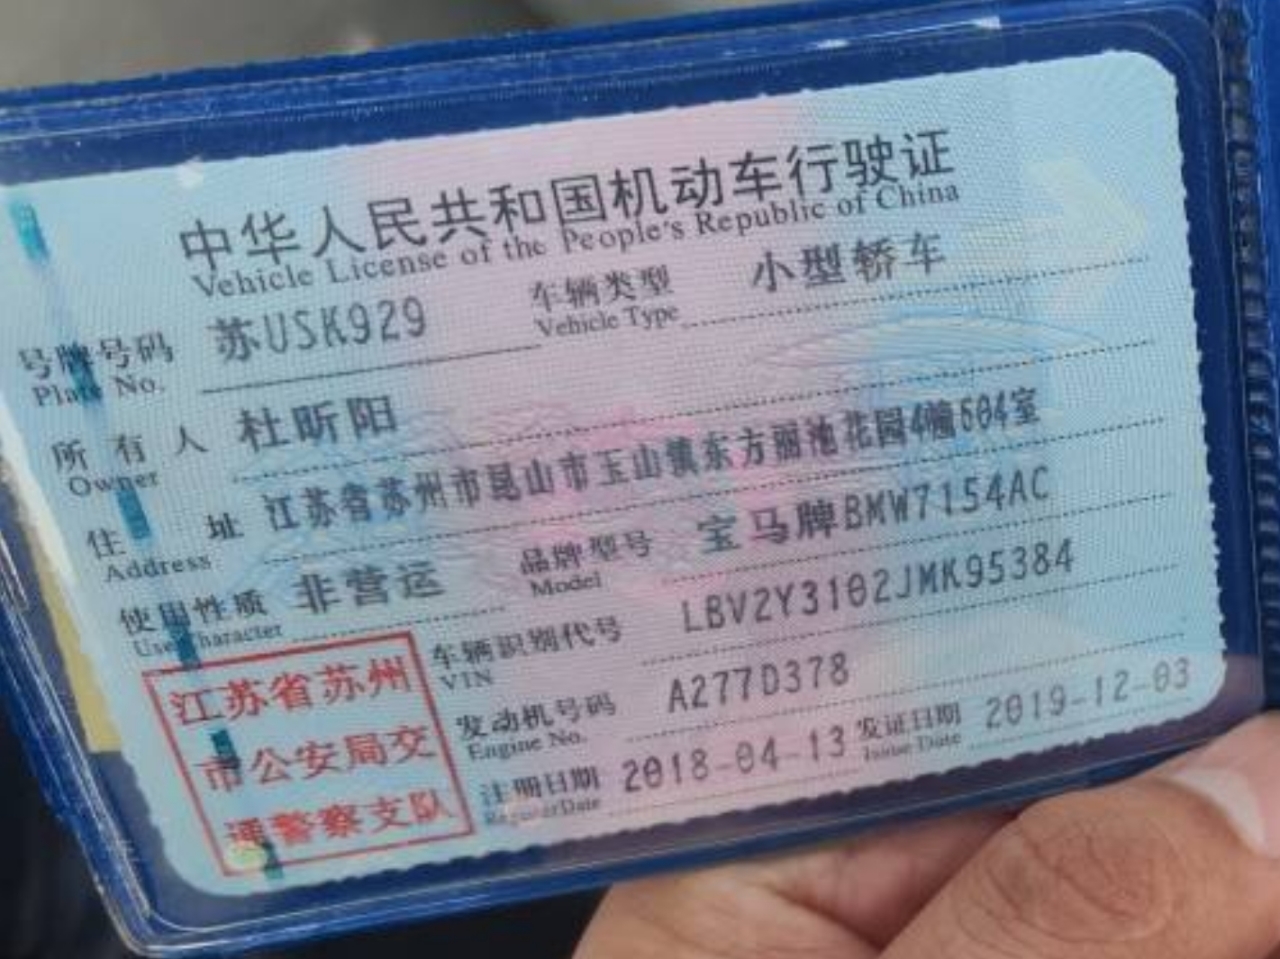 中华人民共和国机动车行驶证
Vehicle License of the People's Republic of China
号牌号码 苏USK929 车辆类型 小型轿车
Plate No. Vehicle Type
所有人 杜昕阳
Owner
住址 江苏省苏州市昆山市玉山镇东方丽池花园4幢604室
Address
使用性质 非营运 品牌型号 宝马牌BMW7154AC
Use Character Model
车辆识别代号 LBV2Y3102JMK95384
VIN
发动机号码 A277D378
Engine No.
注册日期 2018-04-13 发证日期 2019-12-03
Register Date Issue Date
江苏省苏州
市公安局交
通警察支队